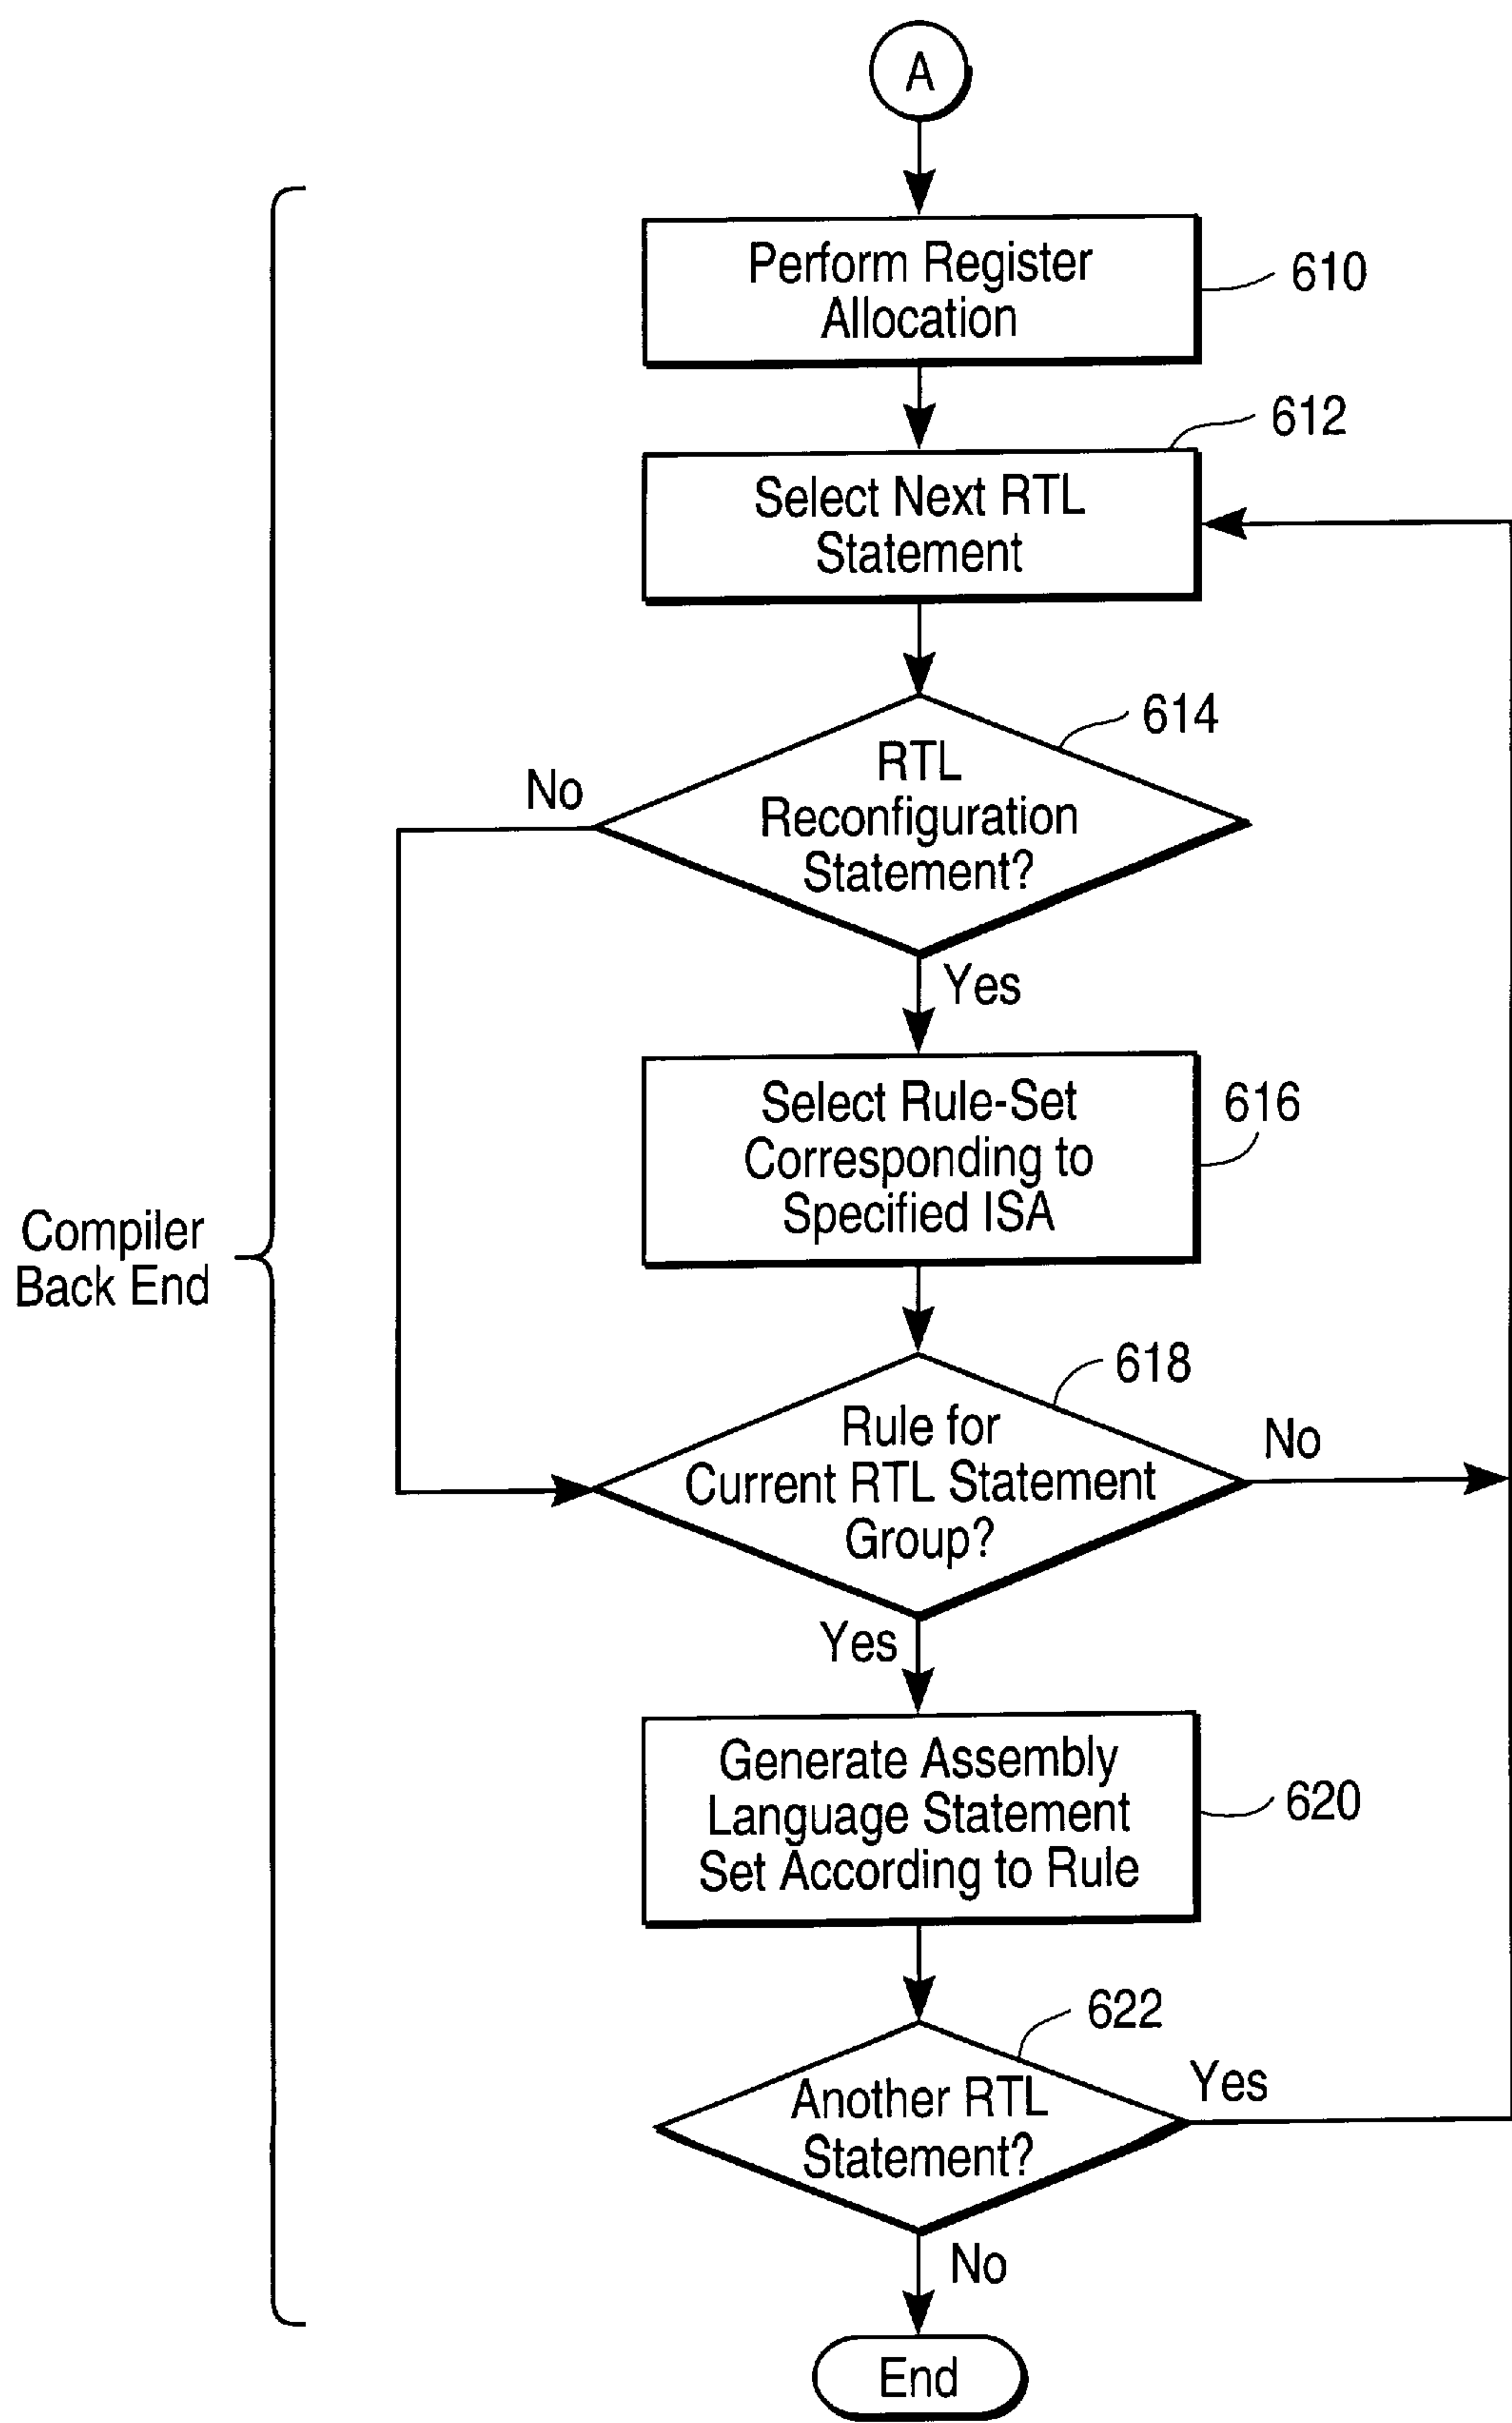 A
Perform Register
Allocation
610
612
Select Next RTL
Statement
614
RTL
Reconfiguration
Statement?
No
Yes
Select Rule-Set
Corresponding to
Specified ISA
616
Compiler
Back End
618
Rule for
Current RTL Statement
Group?
No
Yes
Generate Assembly
Language Statement
Set According to Rule
620
622
Another RTL
Statement?
Yes
No
End